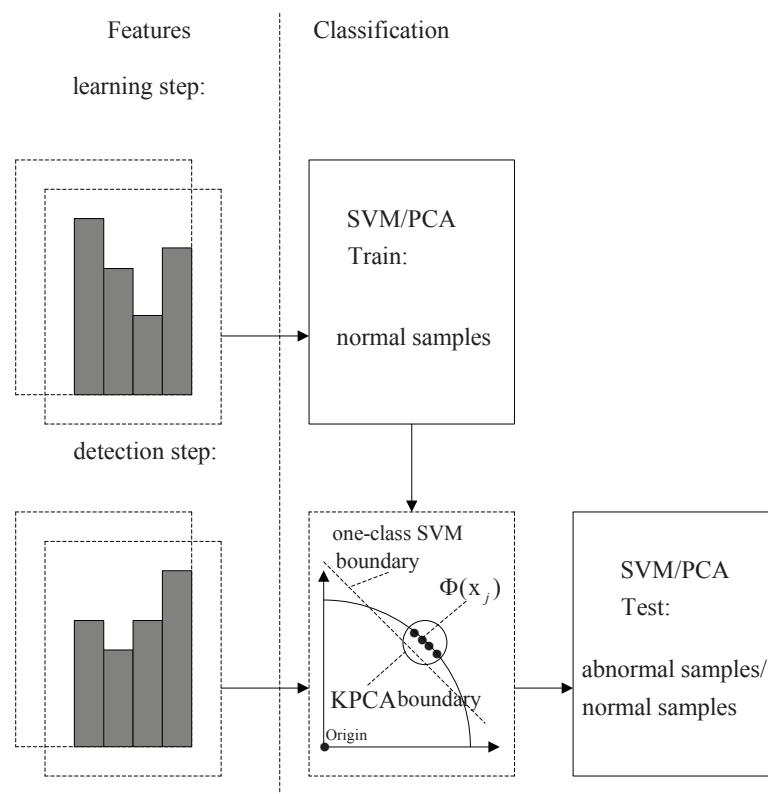 Features
Classification
learning step:
SVM/PCA
Train:
normal samples
detection step:
one-class SVM
boundary
Φ(x j)
KPCA boundary
Origin
SVM/PCA
Test:
abnormal samples/
normal samples